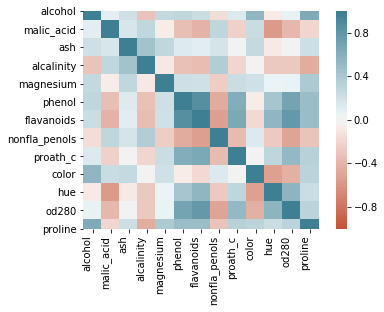 alcohol
malic_acid
ash
alcalinity
magnesium
phenol
flavanoids
nonfla_penols
proath_c
color
hue
od280
proline
alcohol
malic_acid
ash
alcalinity
magnesium
phenol
flavanoids
nonfla_penols
proath_c
color
hue
od280
proline
0.8
0.4
0.0
−0.4
−0.8